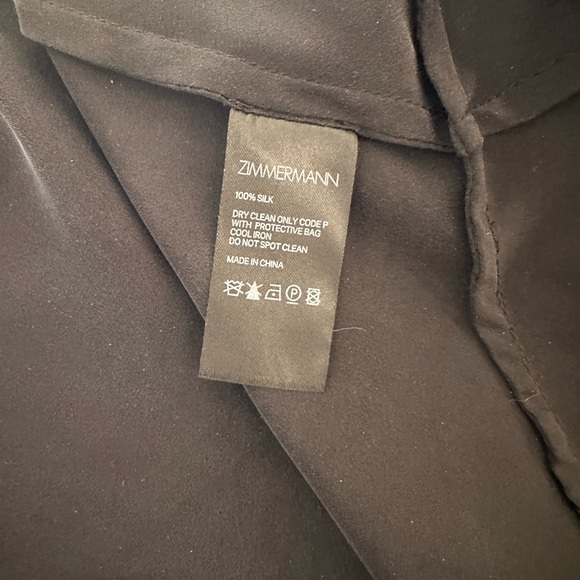 ZIMMERMANN
100% SILK
DRY CLEAN ONLY CODE P
WITH PROTECTIVE BAG
COOL IRON
DO NOT SPOT CLEAN
MADE IN CHINA
P